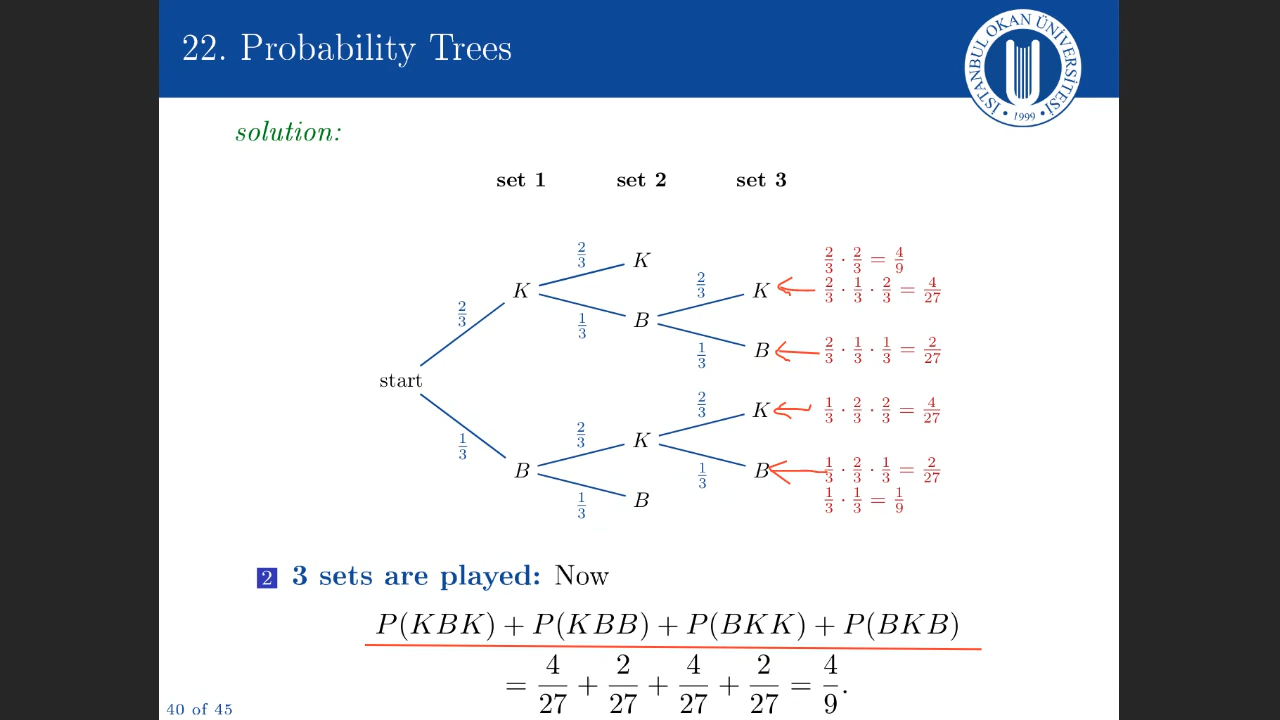 22. Probability Trees
İSTANBUL OKAN ÜNİVERSİTESİ
• 1999 •
solution:
set 1 set 2 set 3
2/3 K 2/3 · 2/3 = 4/9
K 2/3 K 2/3 · 1/3 · 2/3 = 4/27
2/3 1/3 B
1/3 B 2/3 · 1/3 · 1/3 = 2/27
start
2/3 K 1/3 · 2/3 · 2/3 = 4/27
1/3 2/3 K
B 1/3 B 1/3 · 2/3 · 1/3 = 2/27
1/3 B 1/3 · 1/3 = 1/9
2 3 sets are played: Now
P(KBK) + P(KBB) + P(BKK) + P(BKB)
= 4/27 + 2/27 + 4/27 + 2/27 = 4/9.
40 of 45